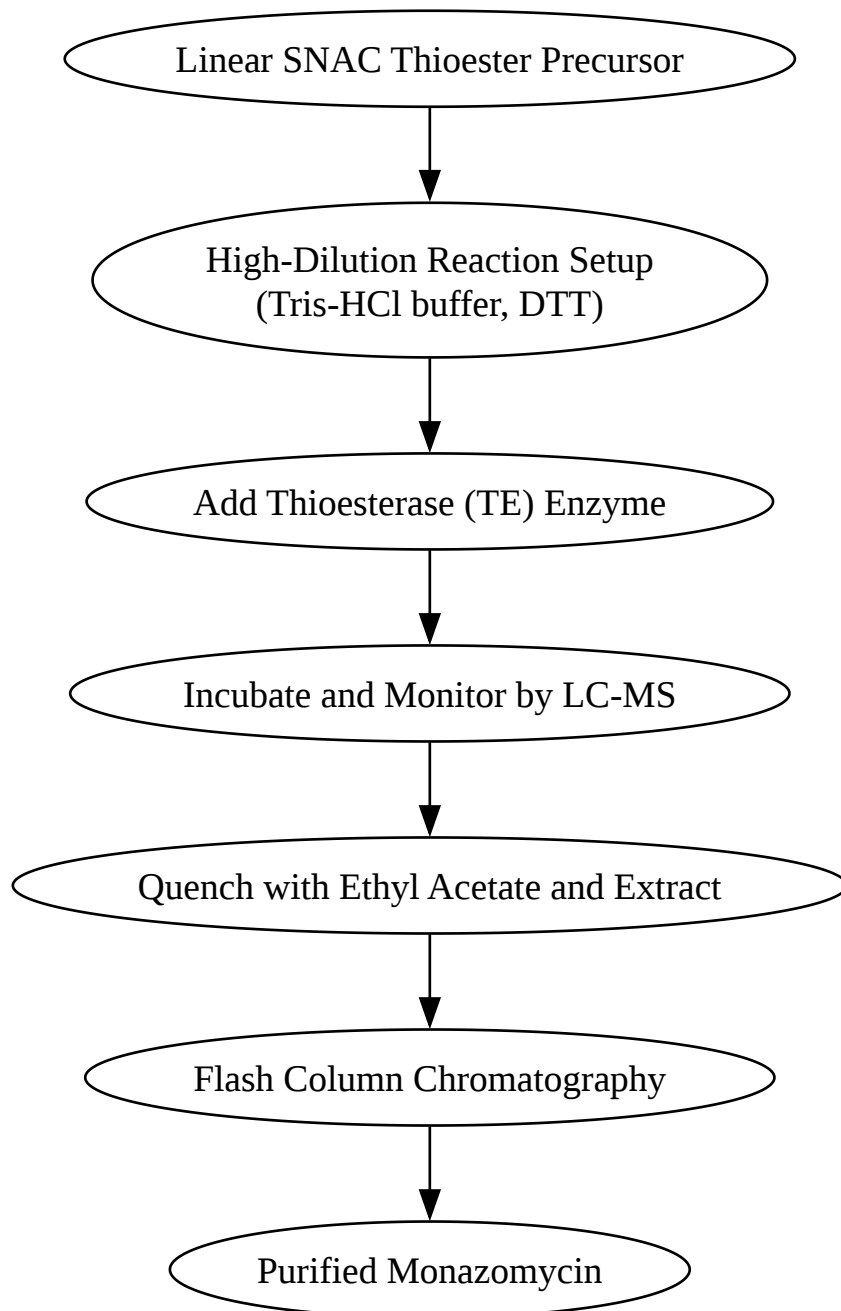 Linear SNAC Thioester Precursor
High-Dilution Reaction Setup
(Tris-HCl buffer, DTT)
Add Thioesterase (TE) Enzyme
Incubate and Monitor by LC-MS
Quench with Ethyl Acetate and Extract
Flash Column Chromatography
Purified Monazomycin